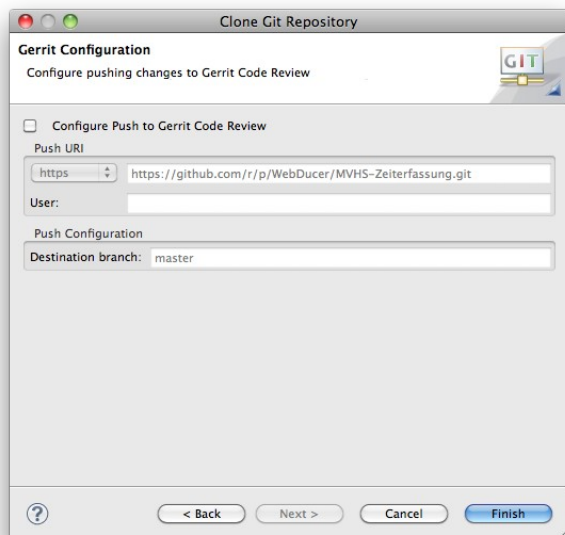 Clone Git Repository
Gerrit Configuration
Configure pushing changes to Gerrit Code Review
GIT
Configure Push to Gerrit Code Review
Push URI
https https://github.com/r/p/WebDucer/MVHS-Zeiterfassung.git
User:
Push Configuration
Destination branch: master
? < Back Next > Cancel Finish